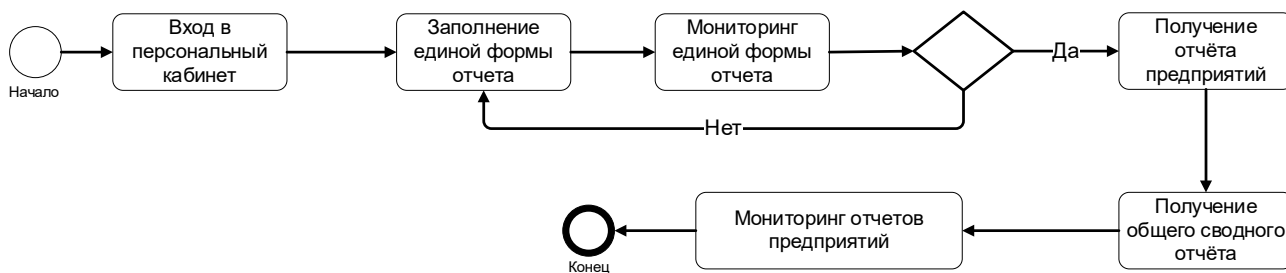 Начало
Вход в
персональный
кабинет
Заполнение
единой формы
отчета
Мониторинг
единой формы
отчета
Да
Получение
отчёта
предприятий
Нет
Получение
общего сводного
отчёта
Мониторинг отчетов
предприятий
Конец